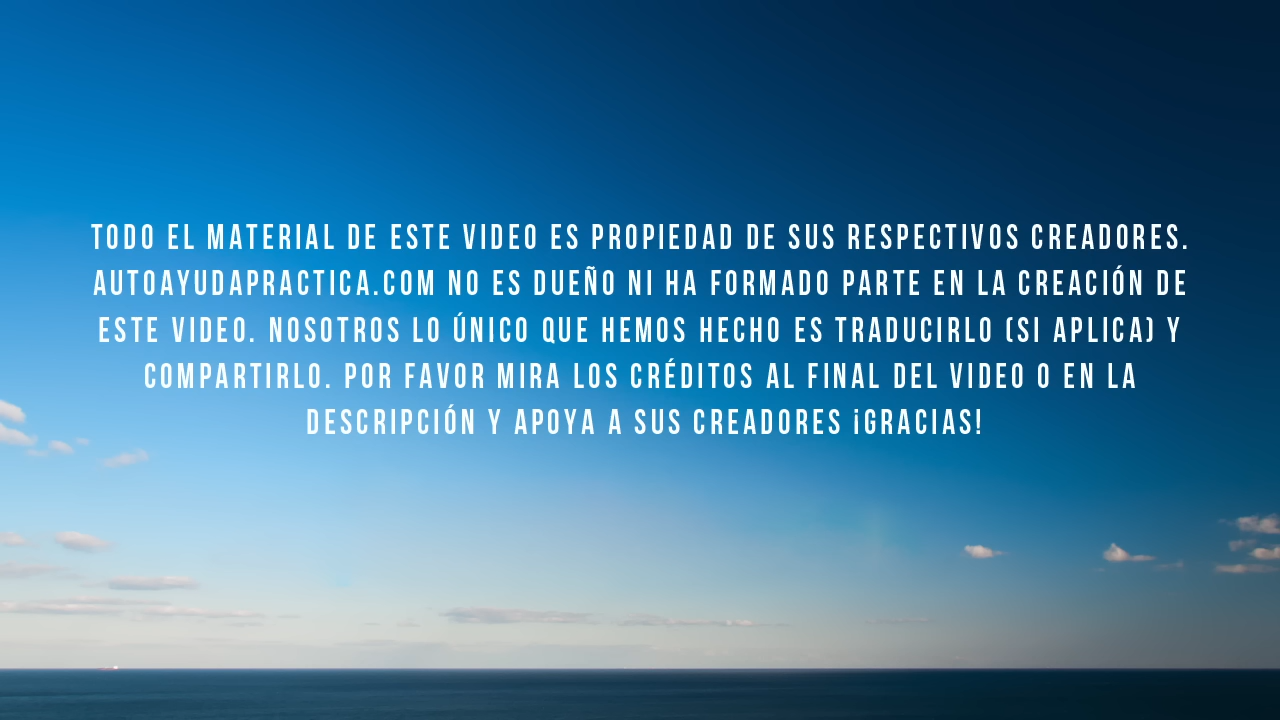 TODO EL MATERIAL DE ESTE VIDEO ES PROPIEDAD DE SUS RESPECTIVOS CREADORES.
AUTOAYUDAPRACTICA.COM NO ES DUEÑO NI HA FORMADO PARTE EN LA CREACIÓN DE
ESTE VIDEO. NOSOTROS LO ÚNICO QUE HEMOS HECHO ES TRADUCIRLO (SI APLICA) Y
COMPARTIRLO. POR FAVOR MIRA LOS CRÉDITOS AL FINAL DEL VIDEO O EN LA
DESCRIPCIÓN Y APOYA A SUS CREADORES ¡GRACIAS!